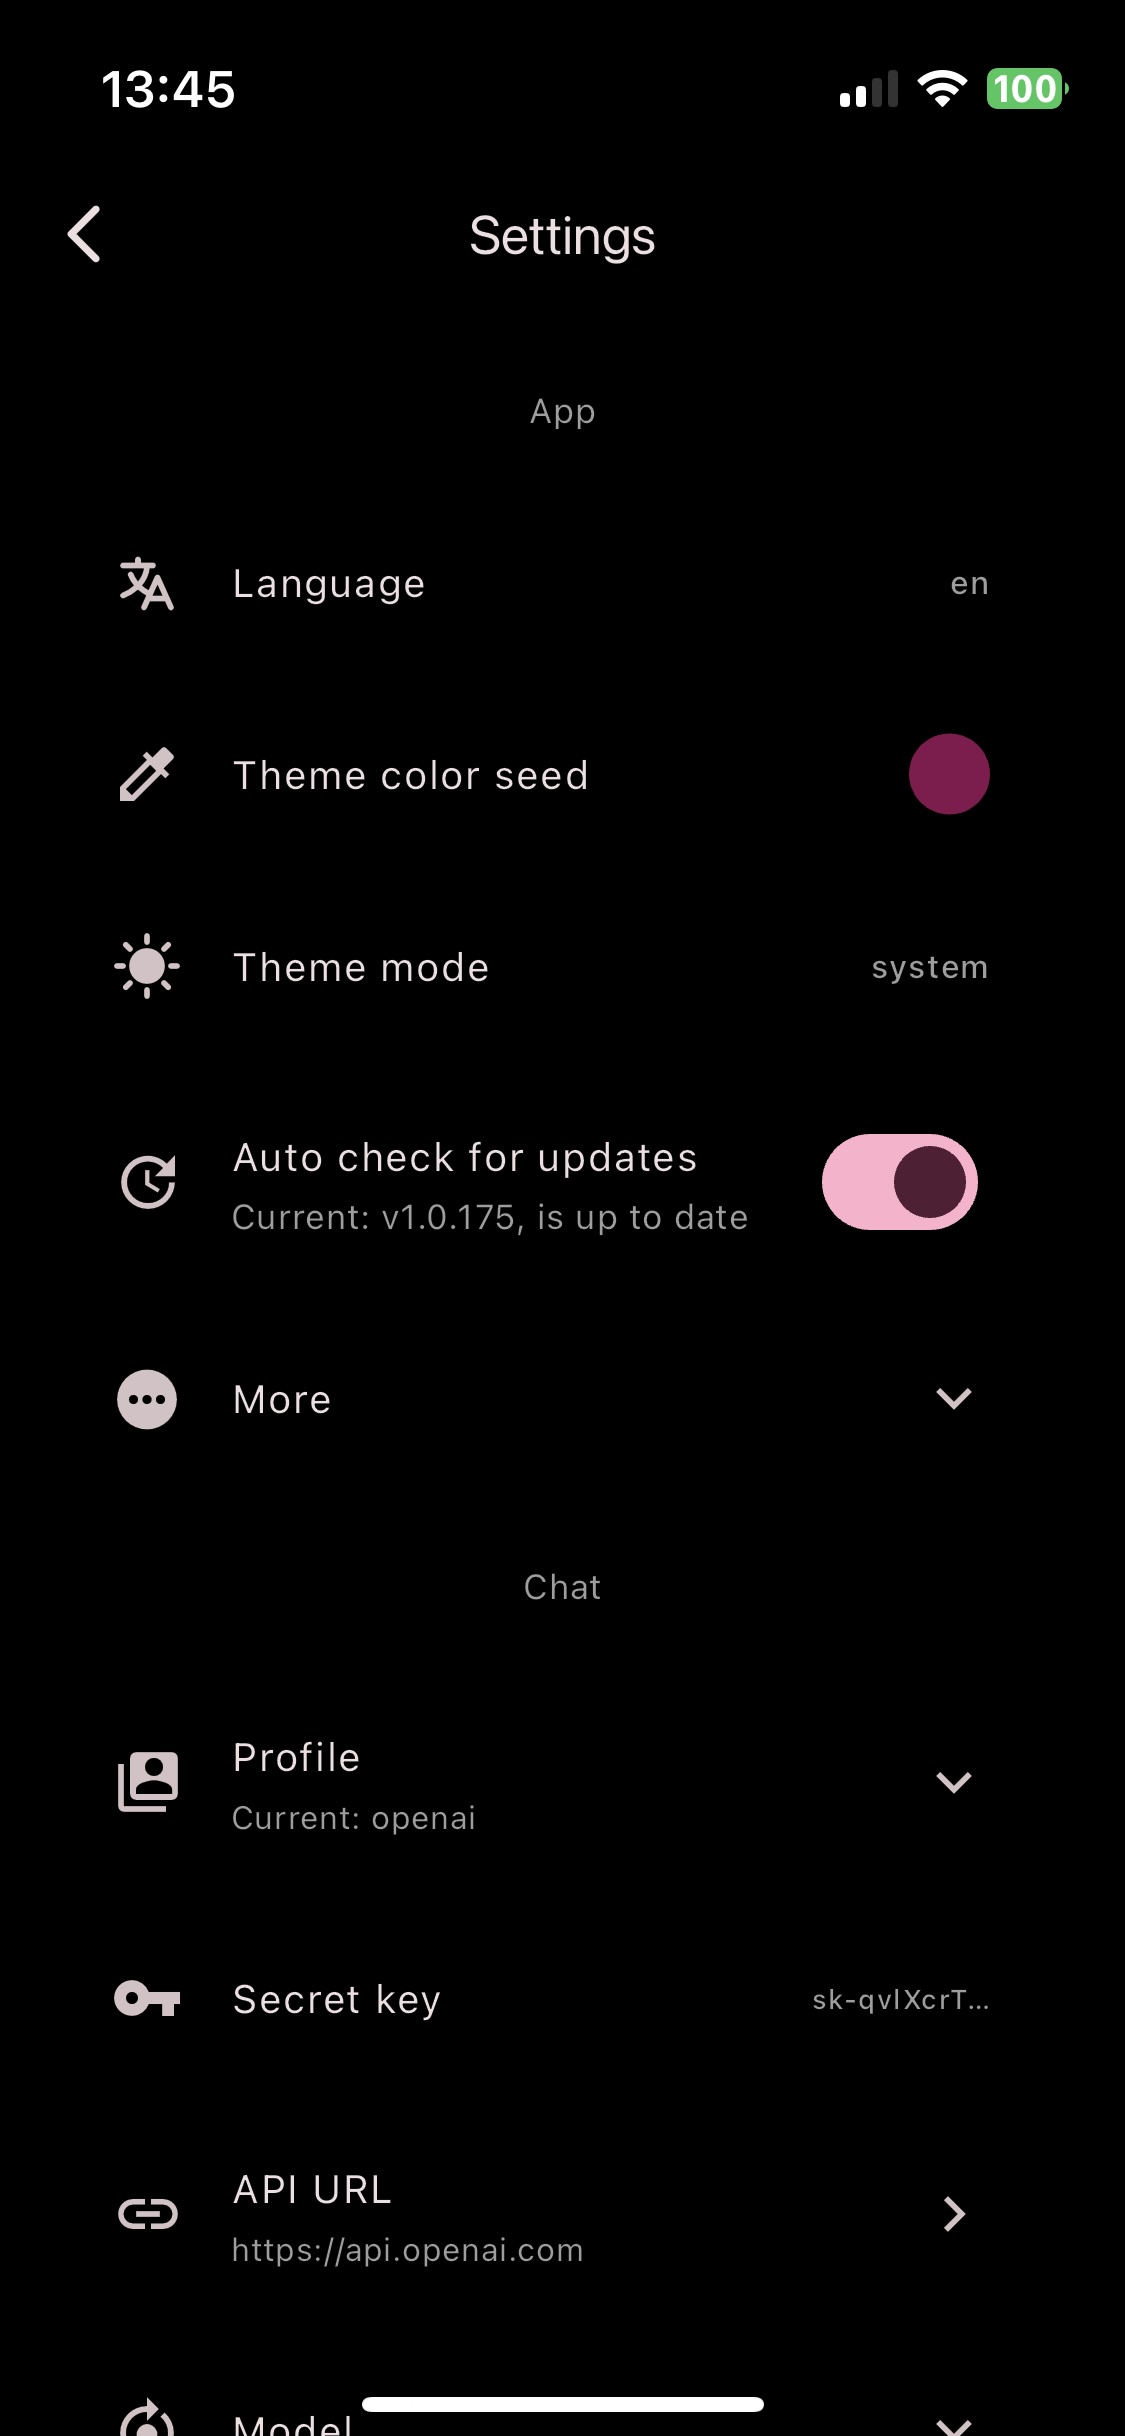 13:45
100
Settings
App
Language
en
Theme color seed
Theme mode
system
Auto check for updates
Current: v1.0.175, is up to date
More
Chat
Profile
Current: openai
Secret key
sk-qvIXcrT...
API URL
https://api.openai.com
Model